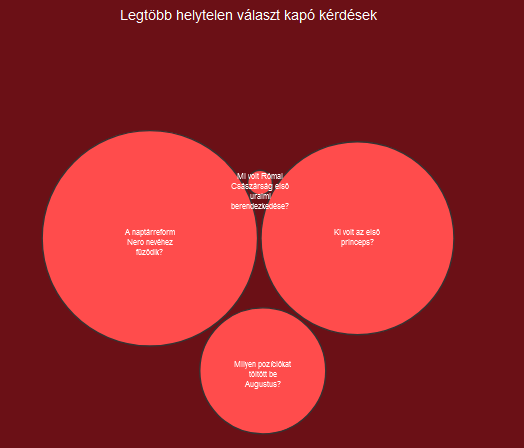 Legtöbb helytelen választ kapó kérdések
Mi volt Római
Császárság első
uralmi
berendezkedése?
A naptárreform
Nero nevéhez
fűződik?
Ki volt az első
princeps?
Milyen pozíciókat
töltött be
Augustus?